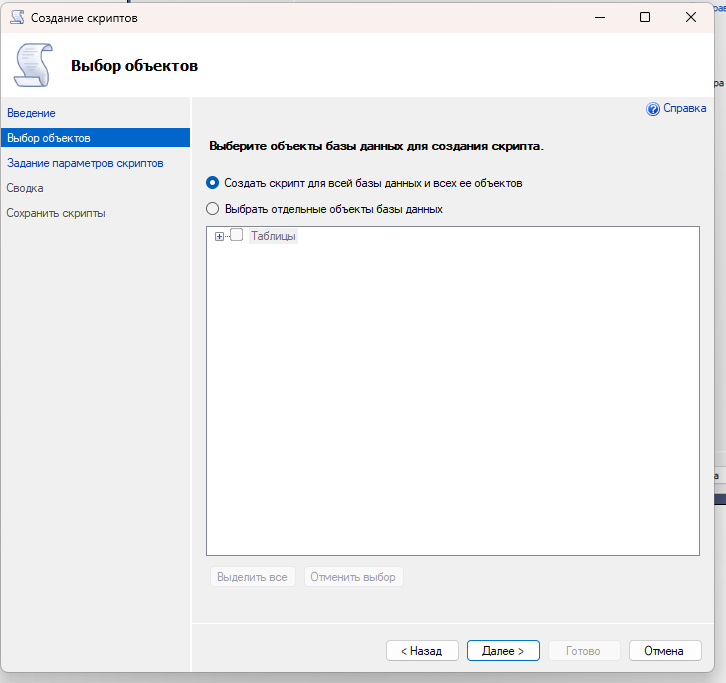 Создание скриптов
Выбор объектов
Введение
Выбор объектов
Задание параметров скриптов
Сводка
Сохранить скрипты
Справка
Выберите объекты базы данных для создания скрипта.
Создать скрипт для всей базы данных и всех ее объектов
Выбрать отдельные объекты базы данных
Таблицы
Выделить все
Отменить выбор
< Назад
Далее >
Готово
Отмена